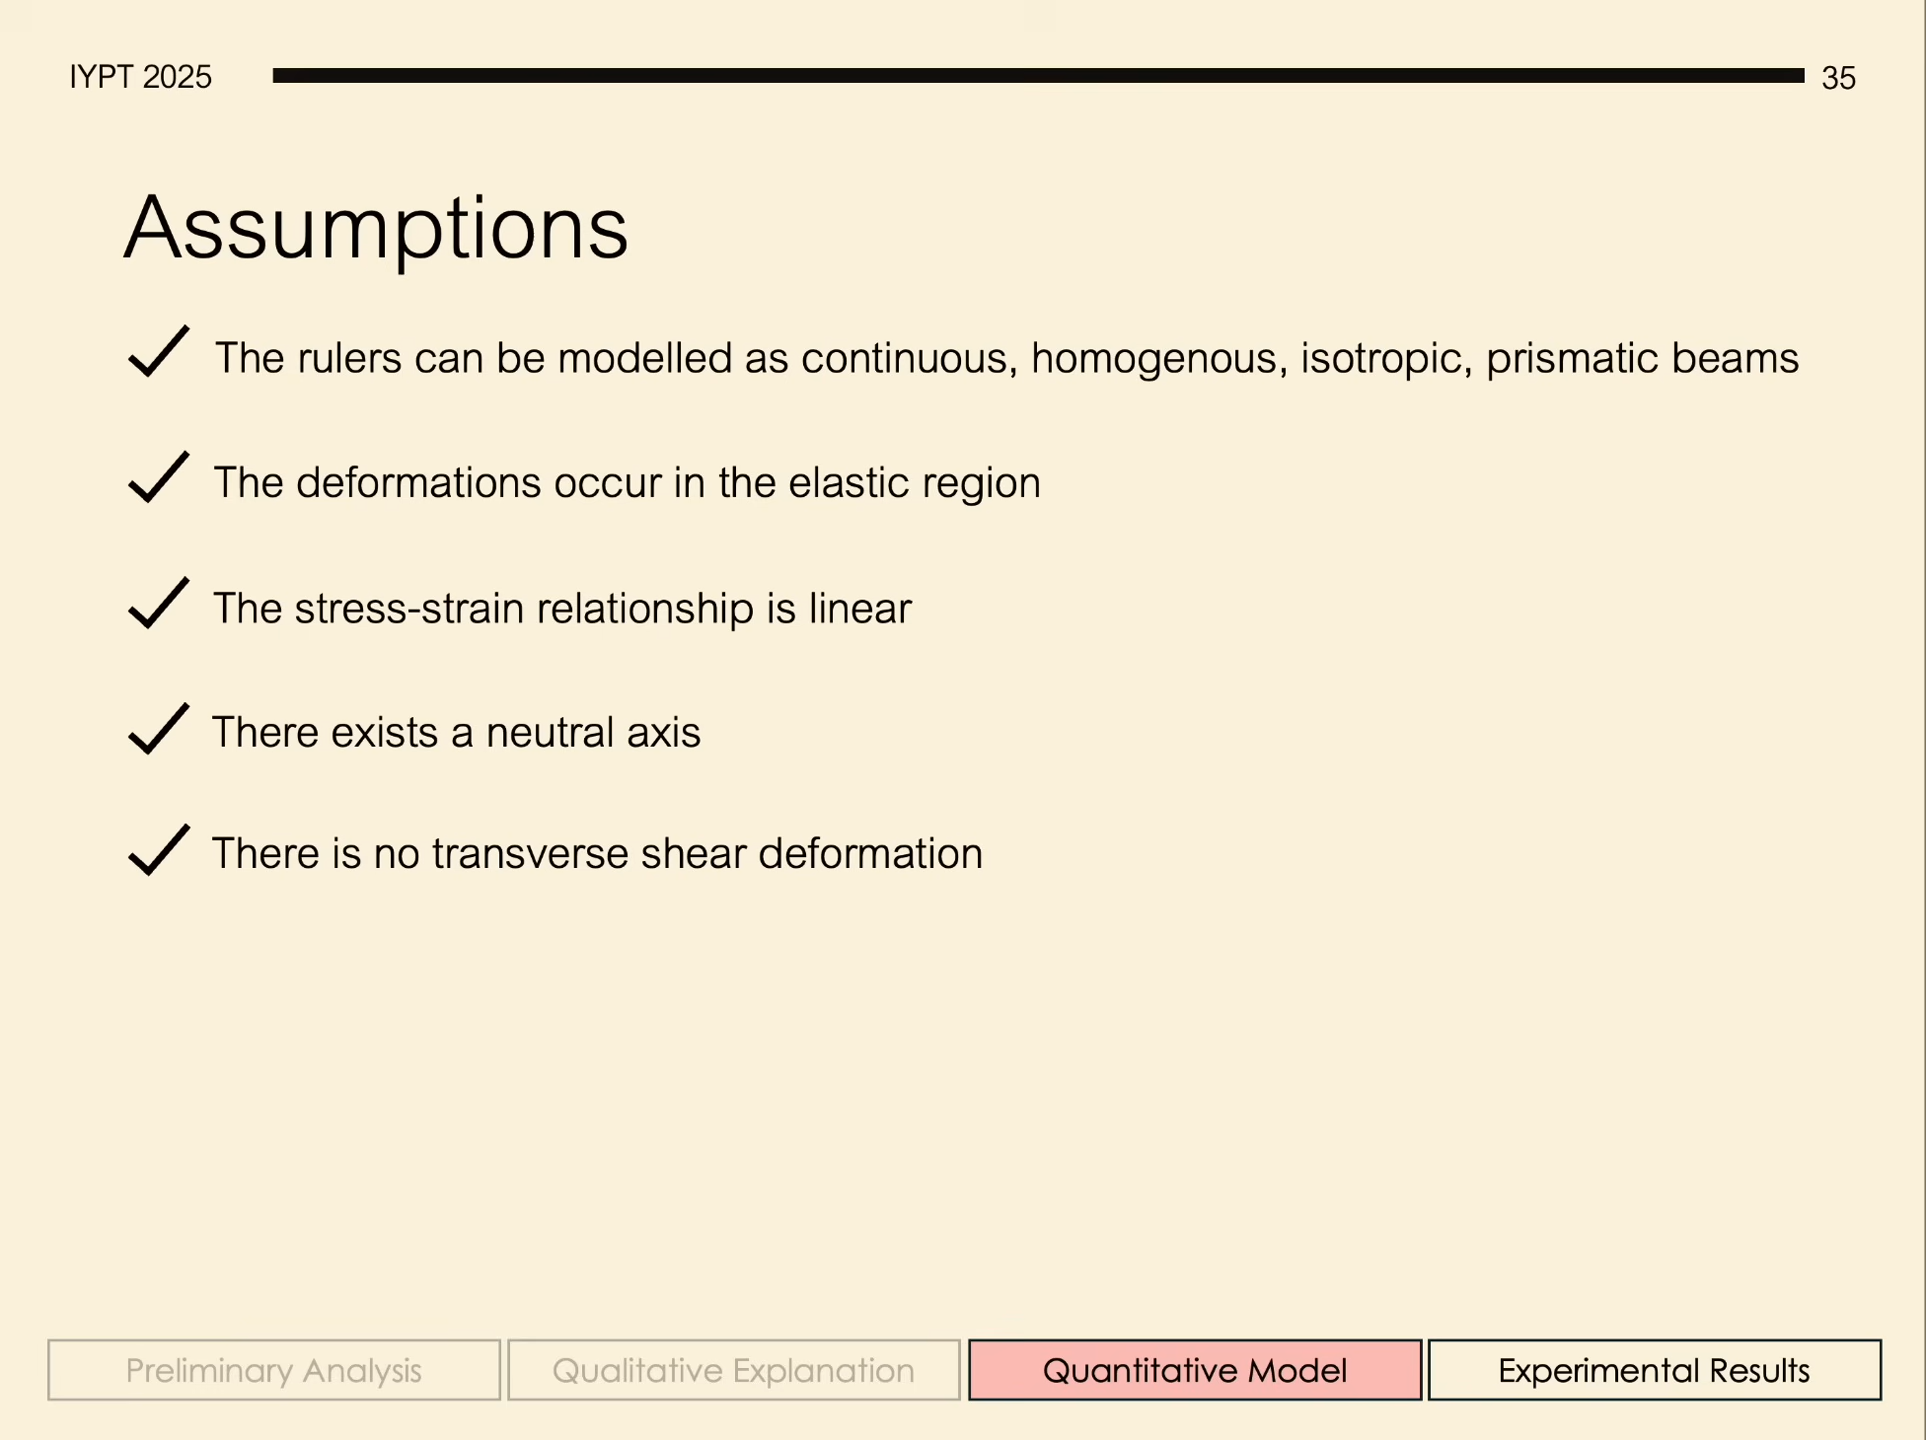 IYPT 2025
35
Assumptions
The rulers can be modelled as continuous, homogenous, isotropic, prismatic beams
The deformations occur in the elastic region
The stress-strain relationship is linear
There exists a neutral axis
There is no transverse shear deformation
Preliminary Analysis
Qualitative Explanation
Quantitative Model
Experimental Results